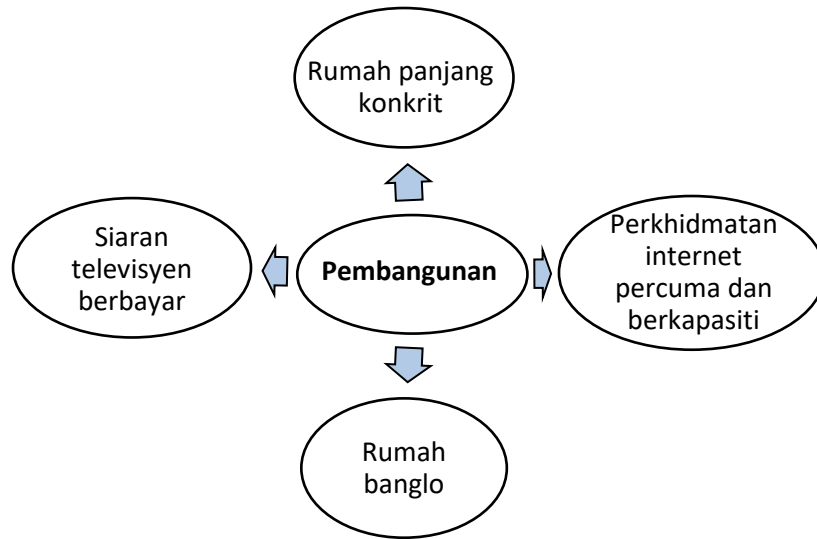 Rumah panjang
konkrit
Siaran
televisyen
berbayar
Pembangunan
Perkhidmatan
internet
percuma dan
berkapasiti
Rumah
banglo